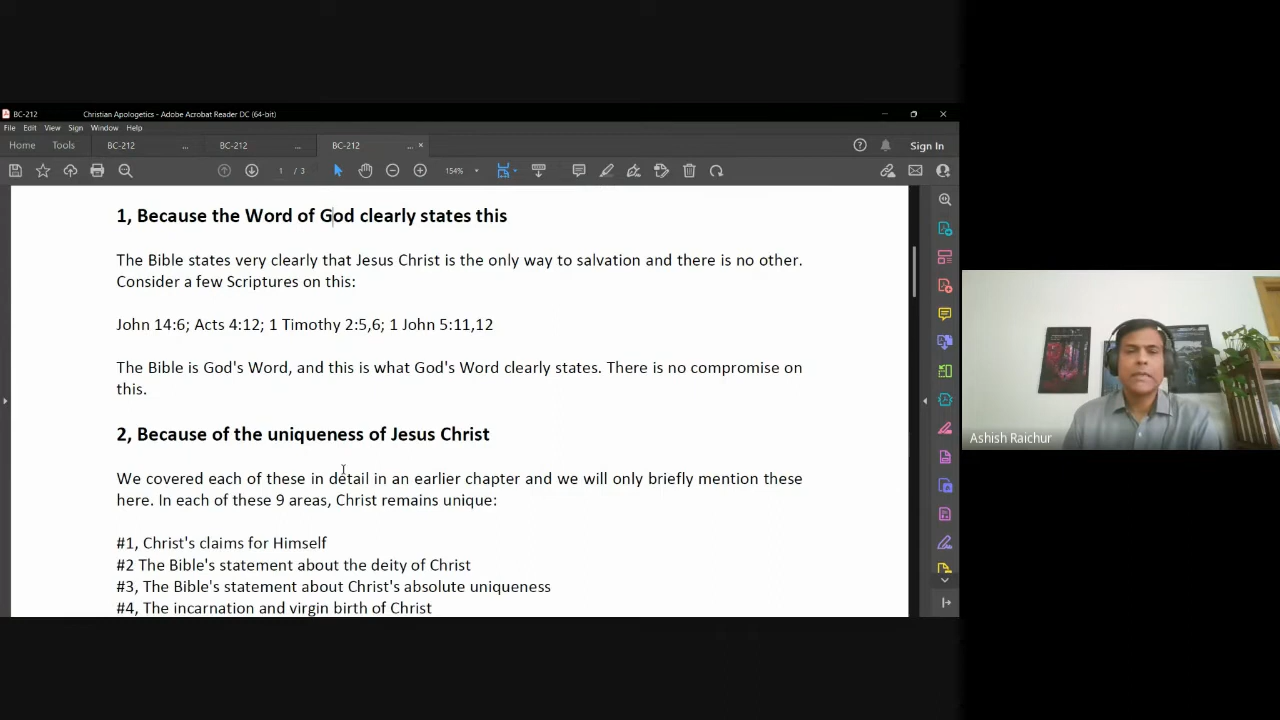 BC-212 Christian Apologetics - Adobe Acrobat Reader DC (64-bit)
File Edit View Sign Window Help
Home Tools BC-212 ... BC-212 ... BC-212 ... ×
Sign In
1 / 3 154%
1, Because the Word of God clearly states this
The Bible states very clearly that Jesus Christ is the only way to salvation and there is no other.
Consider a few Scriptures on this:
John 14:6; Acts 4:12; 1 Timothy 2:5,6; 1 John 5:11,12
The Bible is God's Word, and this is what God's Word clearly states. There is no compromise on
this.
2, Because of the uniqueness of Jesus Christ
We covered each of these in detail in an earlier chapter and we will only briefly mention these
here. In each of these 9 areas, Christ remains unique:
#1, Christ's claims for Himself
#2 The Bible's statement about the deity of Christ
#3, The Bible's statement about Christ's absolute uniqueness
#4, The incarnation and virgin birth of Christ
Ashish Raichur